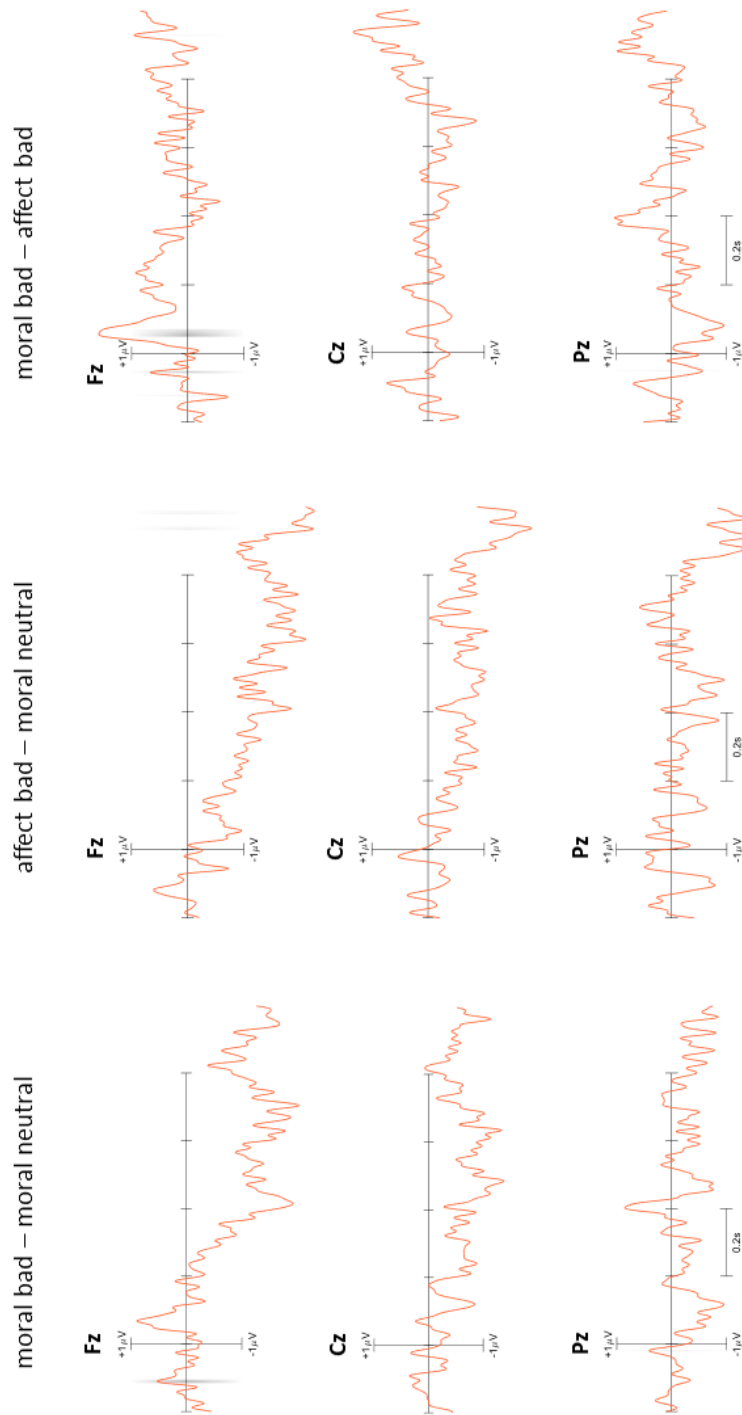 moral bad – moral neutral
Fz
+1μV
-1μV
Cz
+1μV
-1μV
Pz
+1μV
-1μV
0.2s
affect bad – moral neutral
Fz
+1μV
-1μV
Cz
+1μV
-1μV
Pz
+1μV
-1μV
0.2s
moral bad – affect bad
Fz
+1μV
-1μV
Cz
+1μV
-1μV
Pz
+1μV
-1μV
0.2s